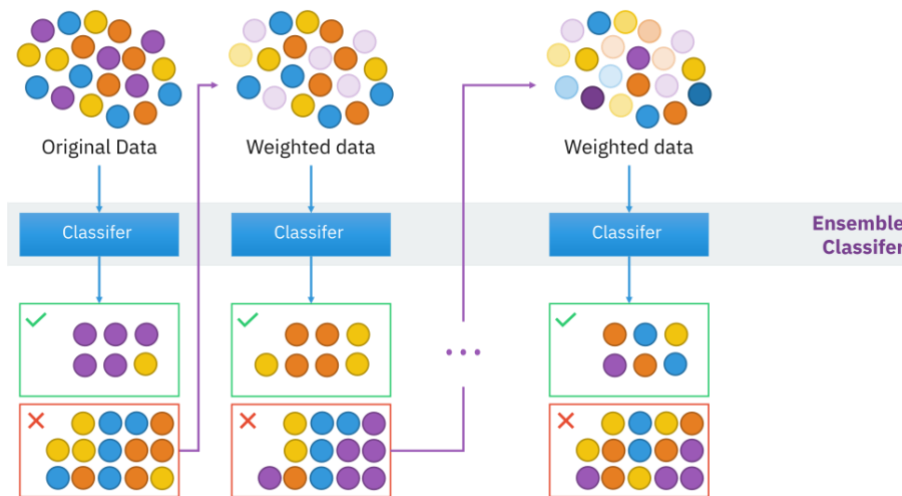 Original Data
Weighted data
Weighted data
Classifer
Classifer
Classifer
Ensemble
Classifer
...